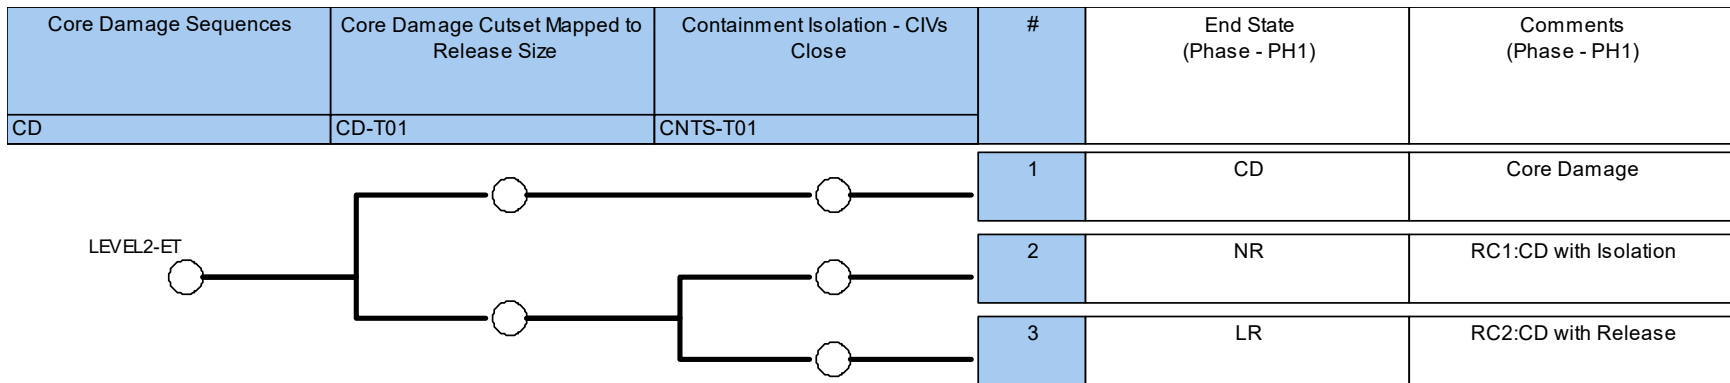 Core Damage Sequences
Core Damage Cutset Mapped to
Release Size
Containment Isolation - CIVs
Close
#
End State
(Phase - PH1)
Comments
(Phase - PH1)
CD
CD-T01
CNTS-T01
1
CD
Core Damage
LEVEL2-ET
2
NR
RC1:CD with Isolation
3
LR
RC2:CD with Release